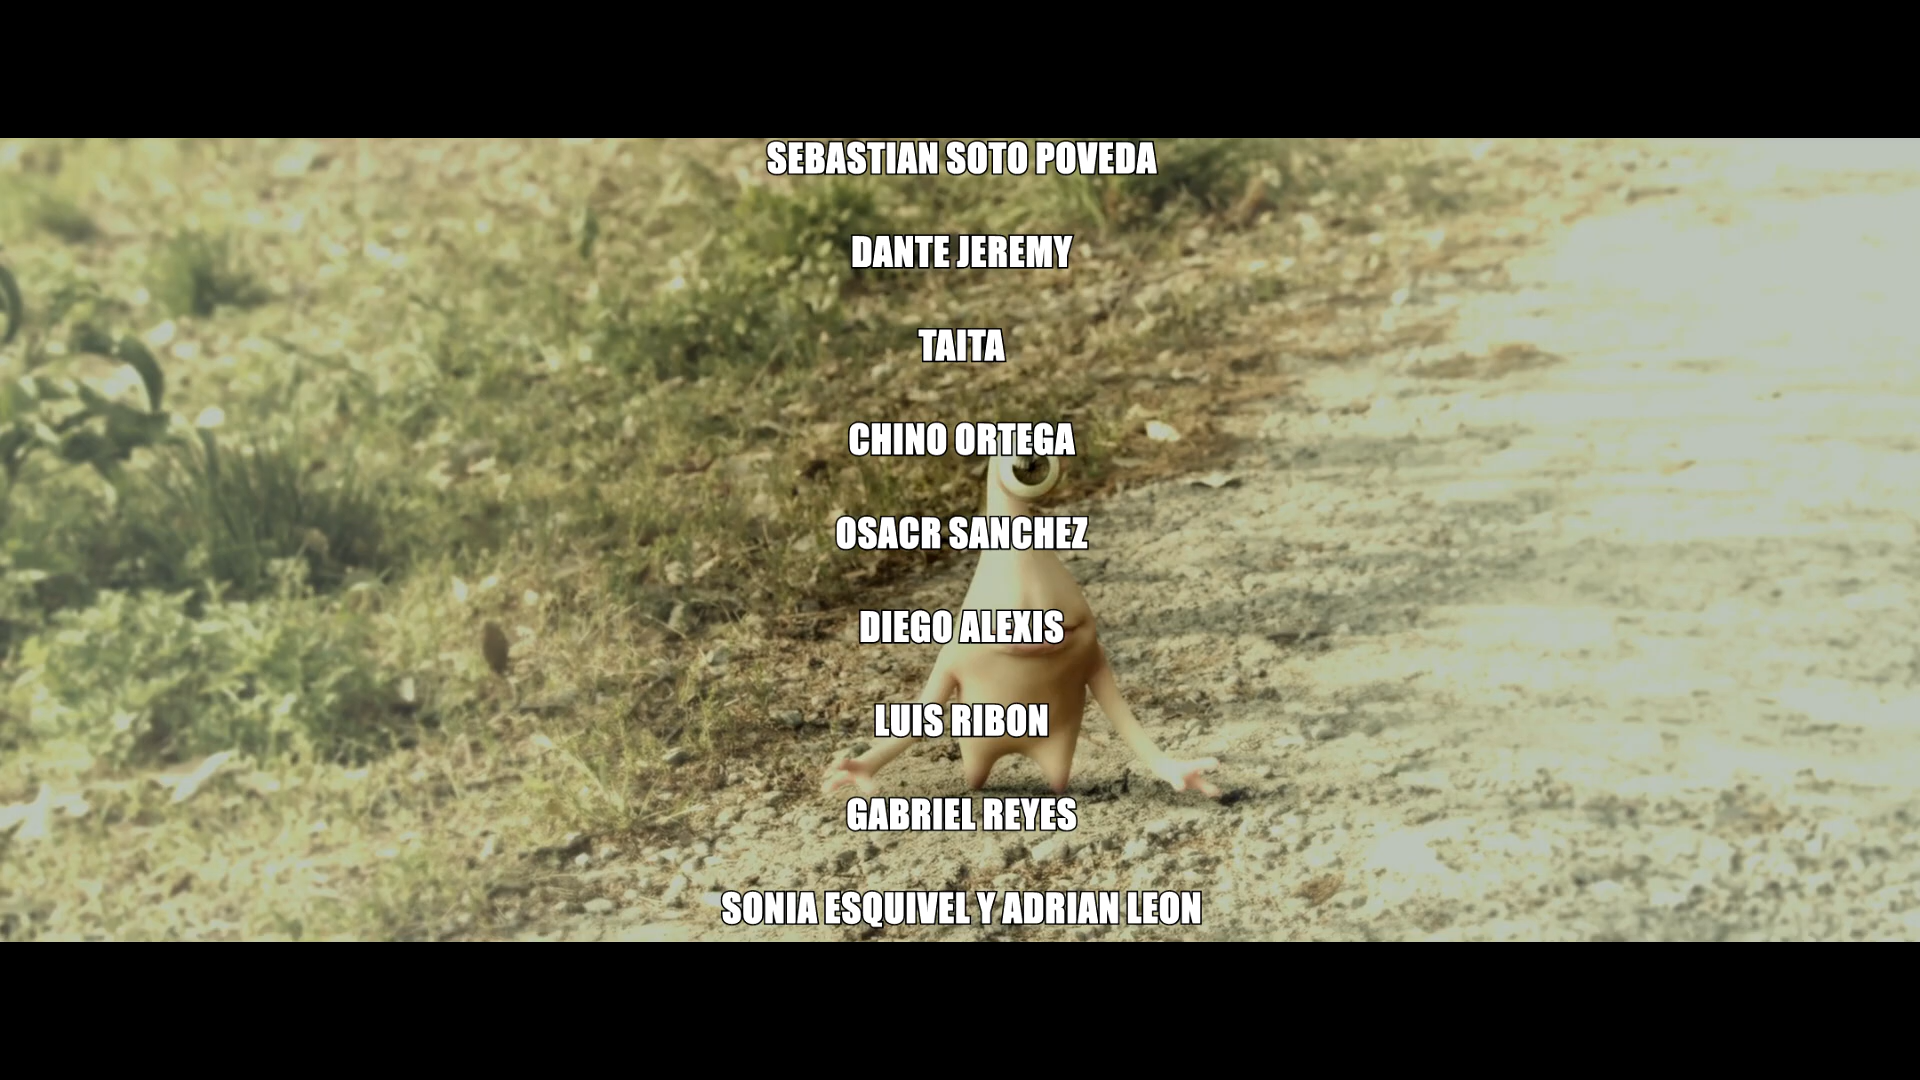 SEBASTIAN SOTO POVEDA
DANTE JEREMY
TAITA
CHINO ORTEGA
OSACR SANCHEZ
DIEGO ALEXIS
LUIS RIBON
GABRIEL REYES
SONIA ESQUIVEL Y ADRIAN LEON